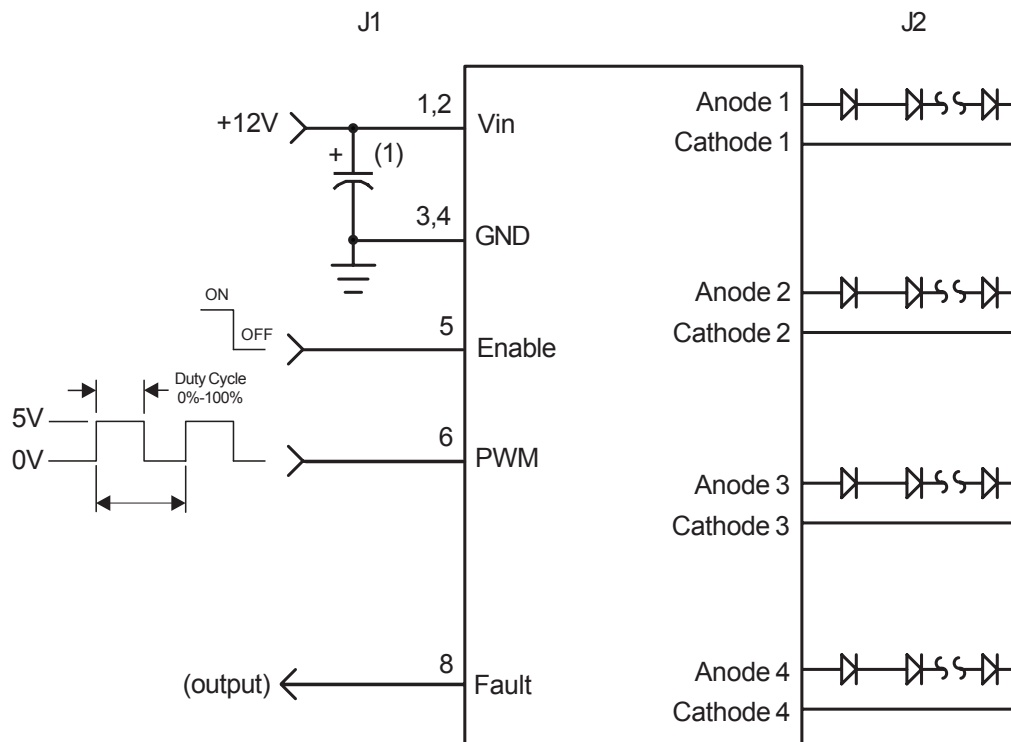 J1
J2
+12V
1,2
Vin
+
(1)
3,4
GND
ON
OFF
5
Enable
Duty Cycle
0%-100%
5V
0V
6
PWM
(output)
8
Fault
Anode 1
Cathode 1
Anode 2
Cathode 2
Anode 3
Cathode 3
Anode 4
Cathode 4